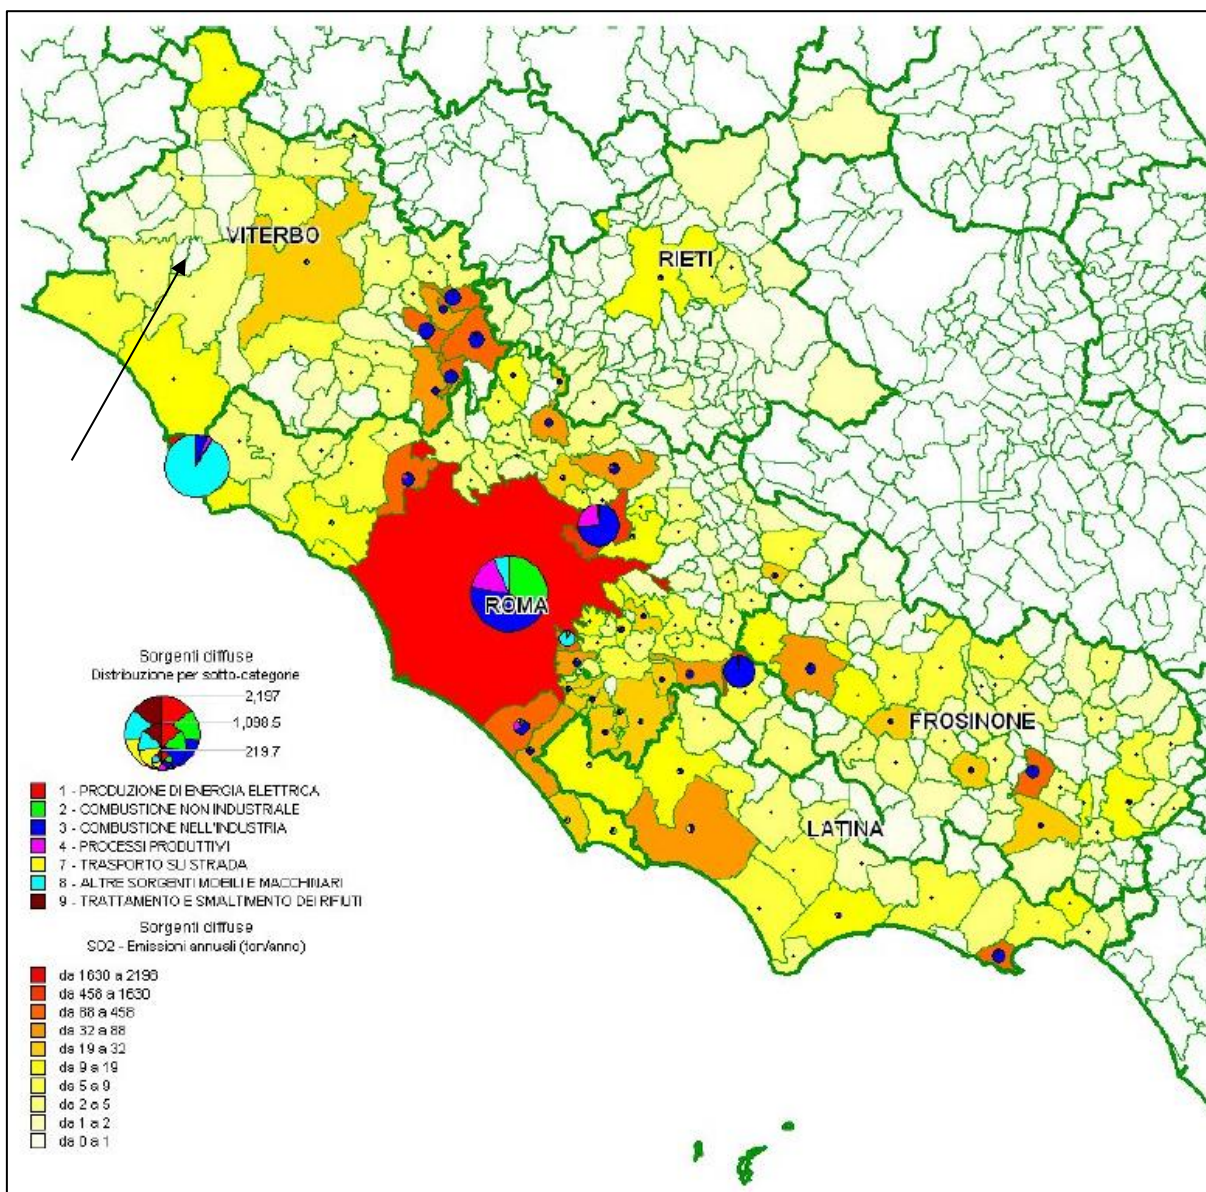 VITERBO
RIETI
ROMA
FROSINONE
LATINA
Sorgenti diffuse
Distribuzione per sotto-categorie
2,197
1,098.5
219.7
1 - PRODUZIONE DI ENERGIA ELETTRICA
2 - COMBUSTIONE NON INDUSTRIALE
3 - COMBUSTIONE NELL'INDUSTRIA
4 - PROCESSI PRODUTTIVI
7 - TRASPORTO SU STRADA
8 - ALTRE SORGENTI MOBILI E MACCHINARI
9 - TRATTAMENTO E SMALTIMENTO DEI RIFIUTI
Sorgenti diffuse
SO2 - Emissioni annuali (ton/anno)
da 1630 a 2198
da 458 a 1630
da 88 a 458
da 32 a 88
da 19 a 32
da 9 a 19
da 5 a 9
da 2 a 5
da 1 a 2
da 0 a 1